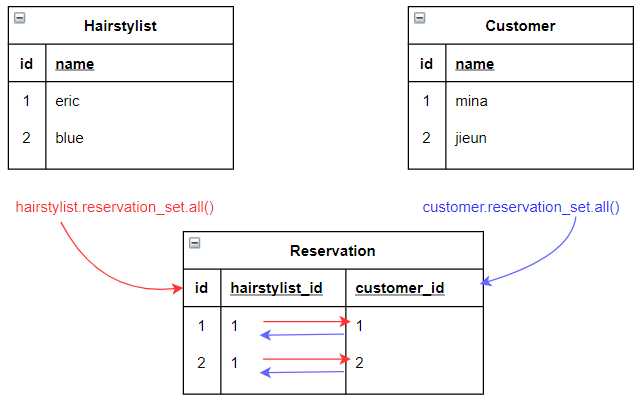 Hairstylist
id name
1 eric
2 blue
Customer
id name
1 mina
2 jieun
hairstylist.reservation_set.all()
customer.reservation_set.all()
Reservation
id hairstylist_id customer_id
1 1 1
2 1 2